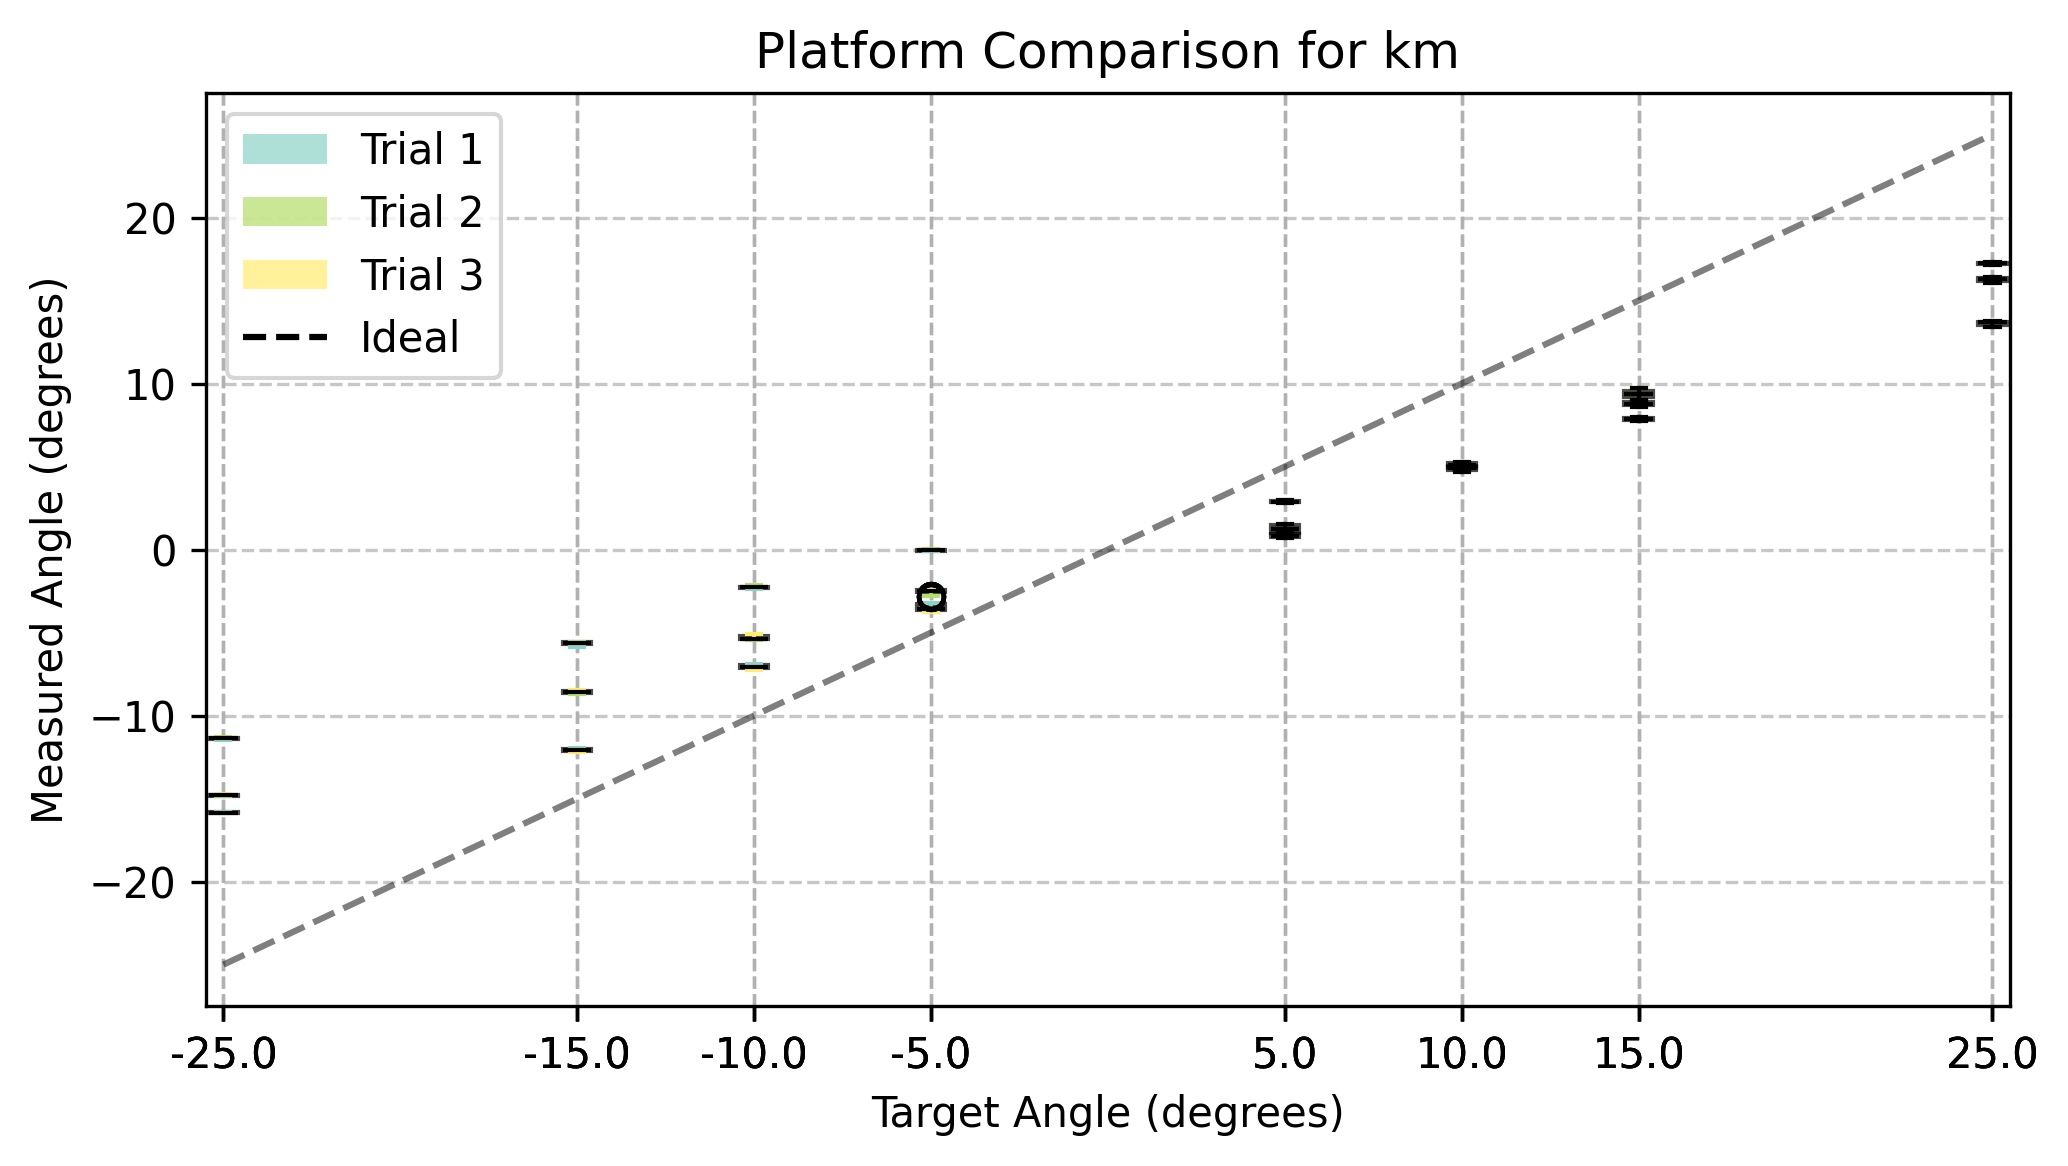 Platform Comparison for km
Trial 1
Trial 2
Trial 3
Ideal
Measured Angle (degrees)
20
10
0
−10
−20
-25.0
-15.0
-10.0
-5.0
5.0
10.0
15.0
25.0
Target Angle (degrees)